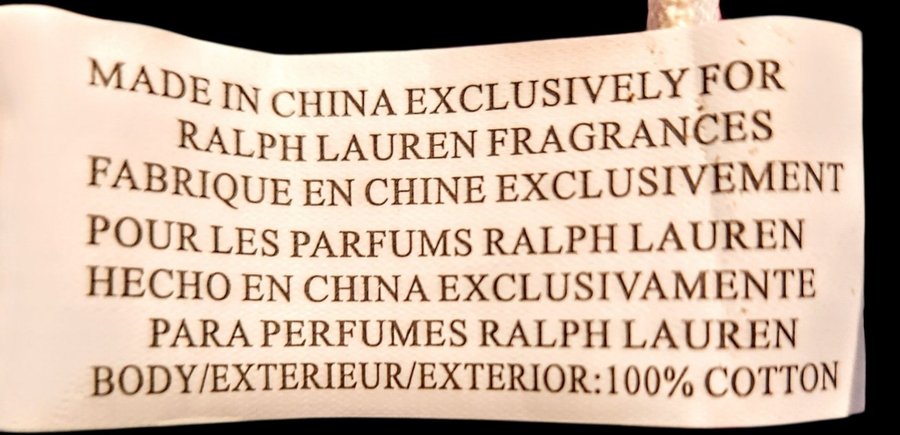 MADE IN CHINA EXCLUSIVELY FOR
RALPH LAUREN FRAGRANCES
FABRIQUE EN CHINE EXCLUSIVEMENT
POUR LES PARFUMS RALPH LAUREN
HECHO EN CHINA EXCLUSIVAMENTE
PARA PERFUMES RALPH LAUREN
BODY/EXTERIEUR/EXTERIOR:100% COTTON